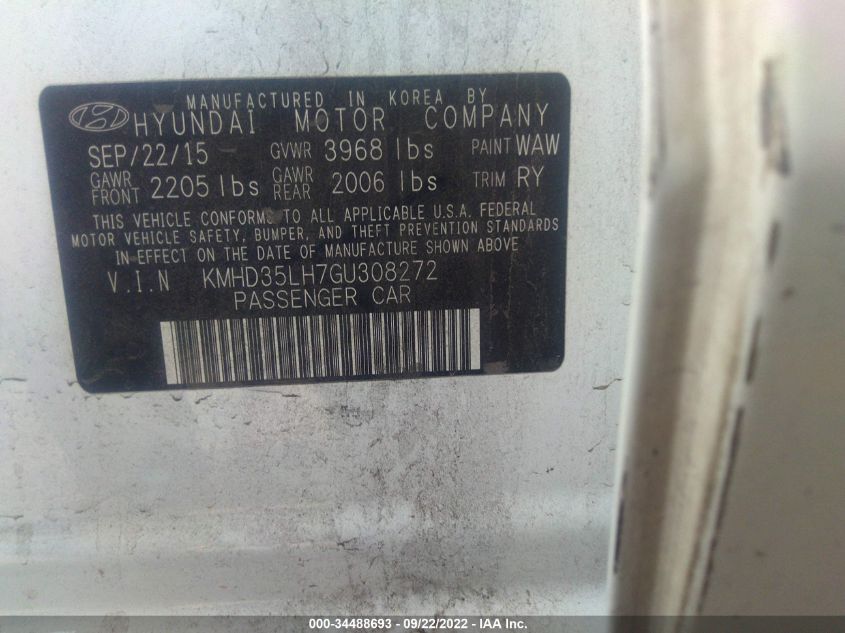 MANUFACTURED IN KOREA BY
HYUNDAI MOTOR COMPANY
SEP/22/15 GVWR 3968 lbs PAINT WAW
GAWR FRONT 2205 lbs GAWR REAR 2006 lbs TRIM RY
THIS VEHICLE CONFORMS TO ALL APPLICABLE U.S.A. FEDERAL
MOTOR VEHICLE SAFETY, BUMPER, AND THEFT PREVENTION STANDARDS
IN EFFECT ON THE DATE OF MANUFACTURE SHOWN ABOVE
V.I.N KMHD35LH7GU308272
PASSENGER CAR
000-34488693 - 09/22/2022 - IAA Inc.